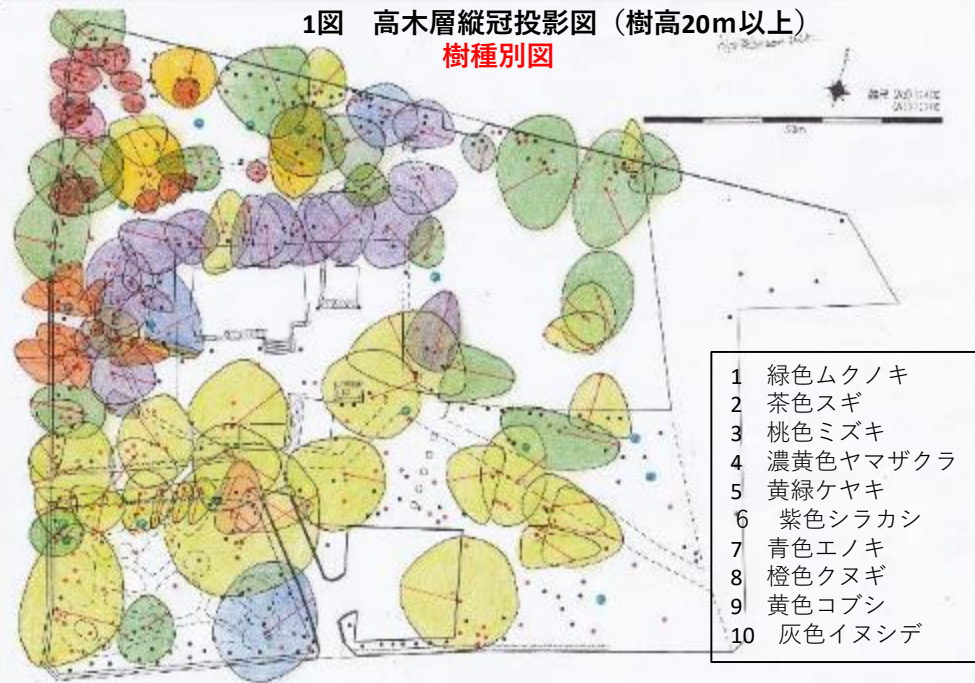 1図　高木層縦冠投影図（樹高20ｍ以上）
樹種別図
50m
1　緑色ムクノキ
2　茶色スギ
3　桃色ミズキ
4　濃黄色ヤマザクラ
5　黄緑ケヤキ
6　紫色シラカシ
7　青色エノキ
8　橙色クヌギ
9　黄色コブシ
10　灰色イヌシデ